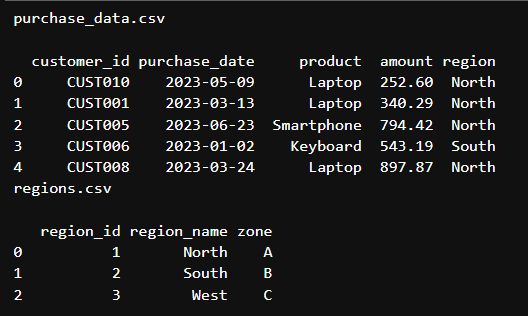 purchase_data.csv
customer_id purchase_date product amount region
0 CUST010 2023-05-09 Laptop 252.60 North
1 CUST001 2023-03-13 Laptop 340.29 North
2 CUST005 2023-06-23 Smartphone 794.42 North
3 CUST006 2023-01-02 Keyboard 543.19 South
4 CUST008 2023-03-24 Laptop 897.87 North
regions.csv
region_id region_name zone
0 1 North A
1 2 South B
2 3 West C